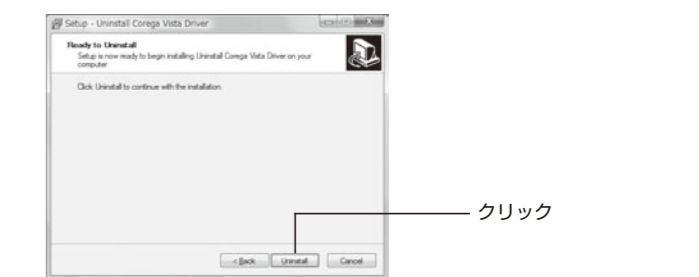 Setup - Uninstall Corega Vista Driver
Ready to Uninstall
Setup is now ready to begin installing Uninstall Corega Vista Driver on your
computer.
Click Uninstall to continue with the installation.
クリック
< Back
Uninstall
Cancel